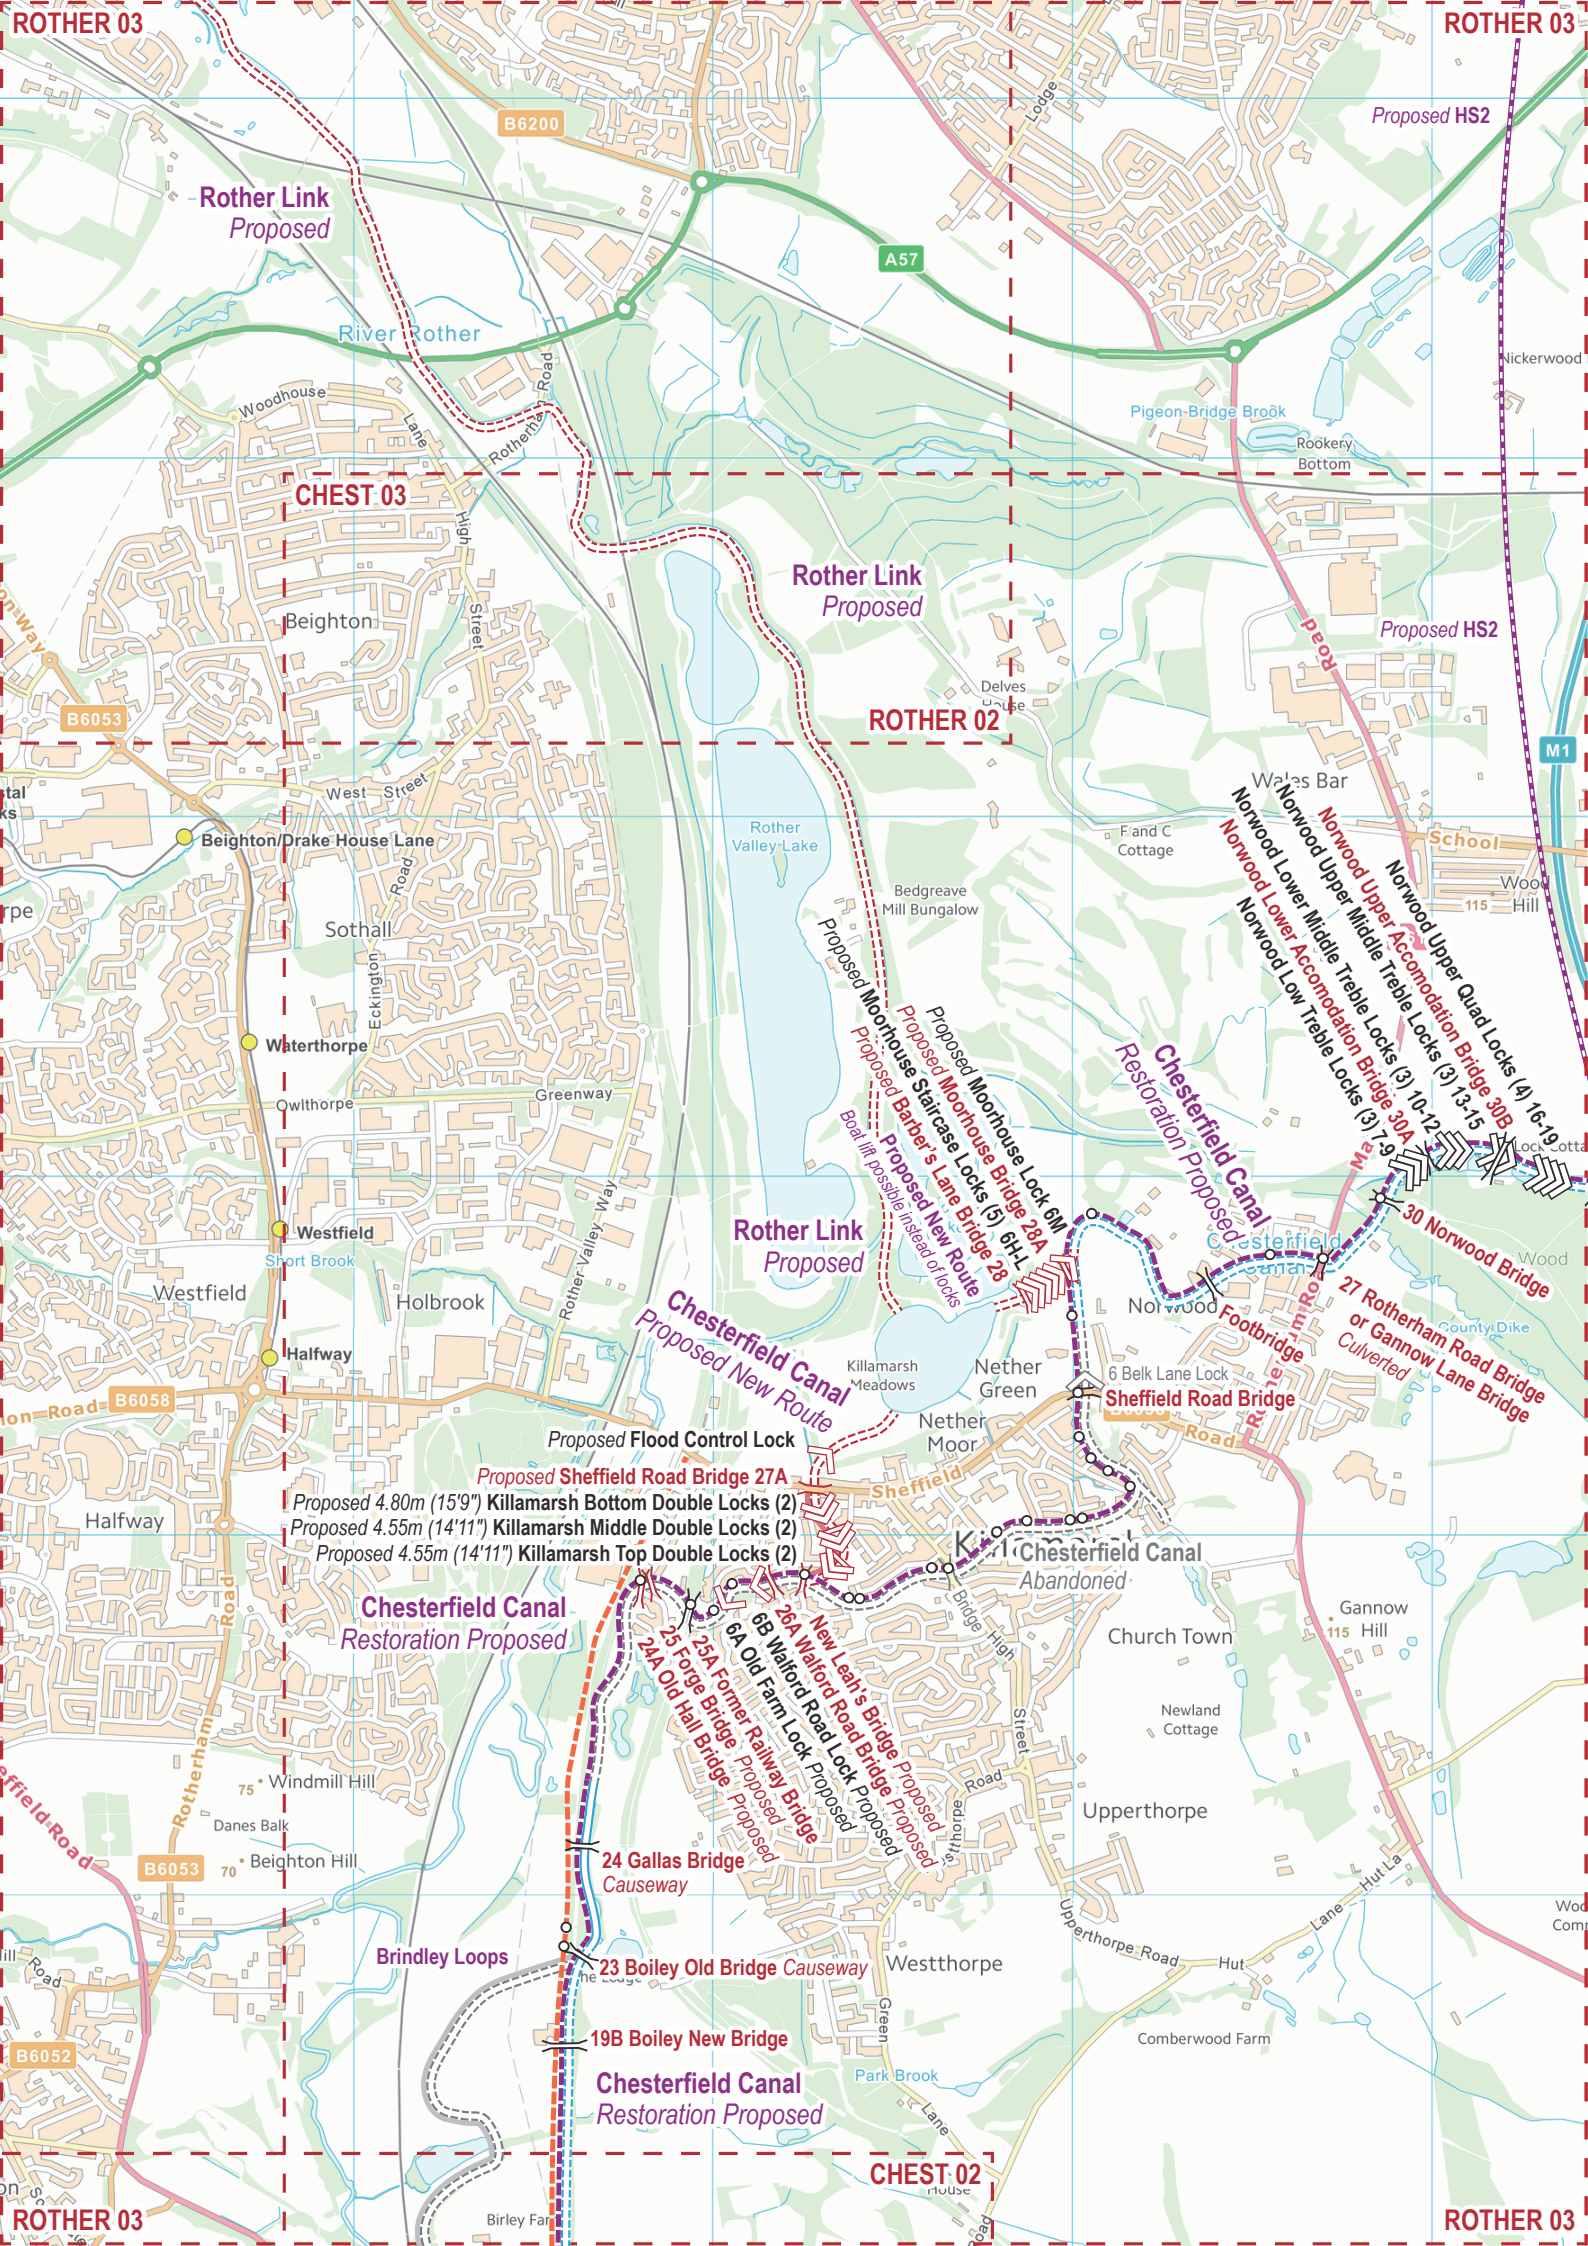 ROTHER 03
ROTHER 03
Proposed HS2
B6200
Lodge
Rother Link
Proposed
A57
River Rother
Nickerwood
Woodhouse
Lane
Rotherham Road
Pigeon Bridge Brook
Rookery
Bottom
CHEST 03
High
Street
Rother Link
Proposed
Beighton
Road
Proposed HS2
Delves
House
ROTHER 02
B6053
M1
Wales Bar
West Street
Beighton/Drake House Lane
Rother
Valley Lake
F and C
Cottage
School
Wood
Hill
115
Bedgreave
Mill Bungalow
Sothall
Eckington
Road
Norwood Upper Quad Locks (4) 16-19
Norwood Upper Accomodation Bridge 30B
Norwood Upper Middle Treble Locks (3) 13-15
Norwood Lower Middle Treble Locks (3) 10-12
Norwood Lower Accomodation Bridge 30A
Norwood Low Treble Locks (3) 7-9
Waterthorpe
Owlthorpe
Greenway
Proposed Moorhouse Lock 6M
Proposed Moorhouse Bridge 28A
Proposed Moorhouse Staircase Locks (5) 6H-L
Proposed Barber's Lane Bridge 28
Proposed New Route
Boat lift possible instead of locks
Chesterfield Canal
Restoration Proposed
Westfield
Short Brook
Westfield
Holbrook
Rother Valley Way
Rother Link
Proposed
Chesterfield
Canal
Wood
30 Norwood Bridge
Norwood
Footbridge
27 Rotherham Road Bridge
or Gannow Lane Bridge
Culverted
County Dike
Halfway
Chesterfield Canal
Proposed New Route
Killamarsh
Meadows
Nether
Green
6 Belk Lane Lock
Sheffield Road Bridge
B6058
Nether
Moor
Road
Proposed Flood Control Lock
Proposed Sheffield Road Bridge 27A
Sheffield
Proposed 4.80m (15'9") Killamarsh Bottom Double Locks (2)
Proposed 4.55m (14'11") Killamarsh Middle Double Locks (2)
Proposed 4.55m (14'11") Killamarsh Top Double Locks (2)
Halfway
Chesterfield Canal
Abandoned
Chesterfield Canal
Restoration Proposed
Bridge
High
Street
Gannow
Hill
115
Church Town
New Leah's Bridge Proposed
26A Walford Road Bridge Proposed
6B Walford Road Lock Proposed
6A Old Farm Lock Proposed
25A Former Railway Bridge
25 Forge Bridge Proposed
24A Old Hall Bridge Proposed
Newland
Cottage
Road
Rotherham
75
Windmill Hill
Danes Balk
70
Beighton Hill
B6053
Road
Upperthorpe
24 Gallas Bridge
Causeway
Hut La
Lane
Upperthorpe Road
Hut
Brindley Loops
23 Boiley Old Bridge Causeway
Westthorpe
Green
Road
19B Boiley New Bridge
Comberwood Farm
B6052
Park Brook
Chesterfield Canal
Restoration Proposed
Lane
CHEST 02
House
Road
ROTHER 03
Birley Far
ROTHER 03